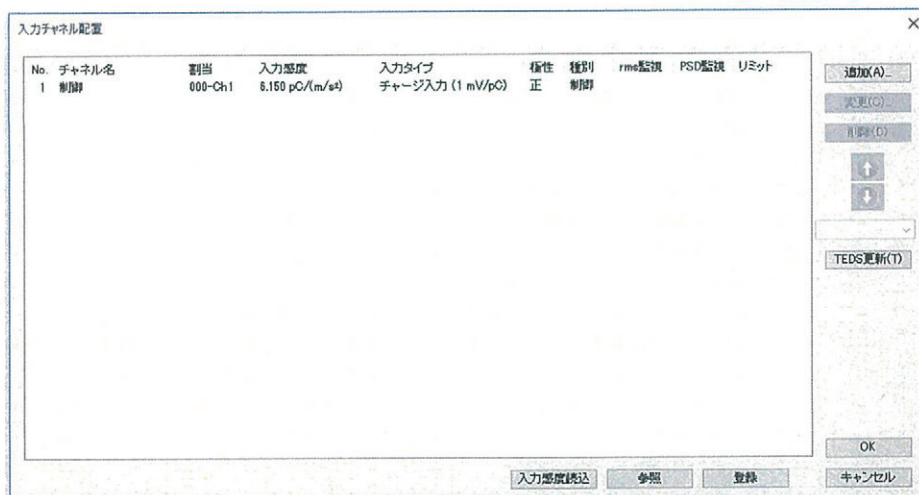 入力チャネル配置
×
No. チャネル名 割当 入力感度 入力タイプ 極性 種別 rms監視 PSD監視 リミット
1 制御 000-Ch1 6.150 pC/(m/s²) チャージ入力 (1 mV/pC) 正 制御
追加(A)...
変更(C)...
削除(D)
TEDS更新(T)
OK
入力感度読込 参照 登録 キャンセル